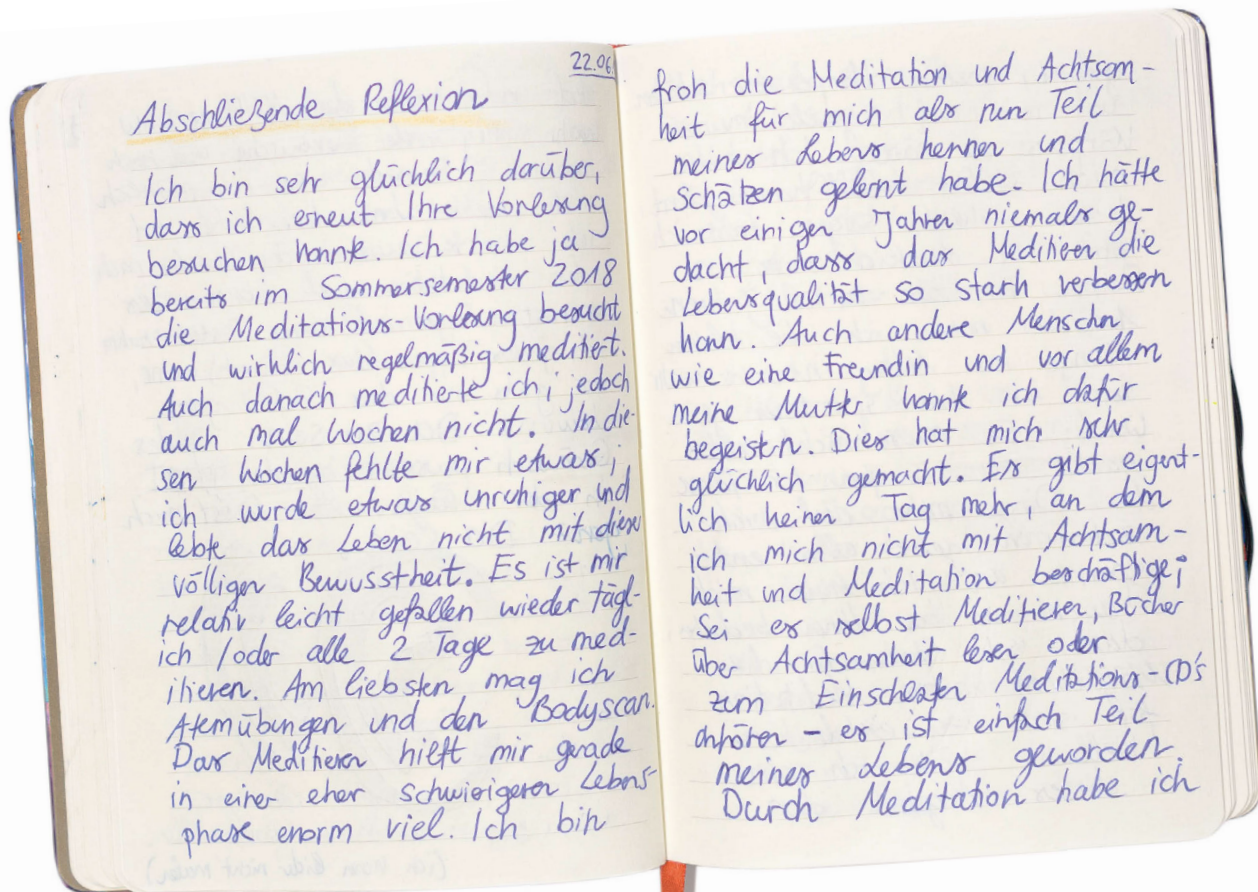 22.06.
Abschließende Reflexion
Ich bin sehr glücklich darüber,
dass ich erneut Ihre Vorlesung
besuchen konnte Ich habe ja
bereits im Sommersemester 2018
die Meditations-Vorlesung besucht
und wirklich regelmäßig meditiert.
Auch danach meditierte ich, jedoch
auch mal Wochen nicht. In die-
sen Wochen fehlte mir etwas,
ich wurde etwas unruhiger und
lebte das Leben nicht mit dieser
völligen Bewusstheit. Es ist mir
relativ leicht gefallen wieder täg-
ich /oder alle 2 Tage zu med-
itieren. Am liebsten mag ich
Atemübungen und den Bodyscan.
Das Meditieren hilft mir gerade
in einer eher schwierigeren Lebens-
phase enorm viel. Ich bin
froh die Meditation und Achtsam-
keit für mich als nun Teil
meines Lebens kennen und
schätzen gelernt habe. Ich hätte
vor einigen Jahren niemals ge-
dacht, dass das Meditieren die
Lebensqualität so stark verbessern
kann. Auch andere Menschn
wie eine Freundin und vor allem
meine Mutter konnte ich dafür
begeistern. Dies hat mich sehr
glücklich gemacht. Es gibt eigent-
lich keinen Tag mehr, an dem
ich mich nicht mit Achtsam-
keit und Meditation beschäftige;
Sei es selbst Meditieren, Bücher
über Achtsamkeit lesen oder
zum Einschlafen Meditations-CD's
anhören - es ist einfach Teil
meines Lebens geworden.
Durch Meditation habe ich